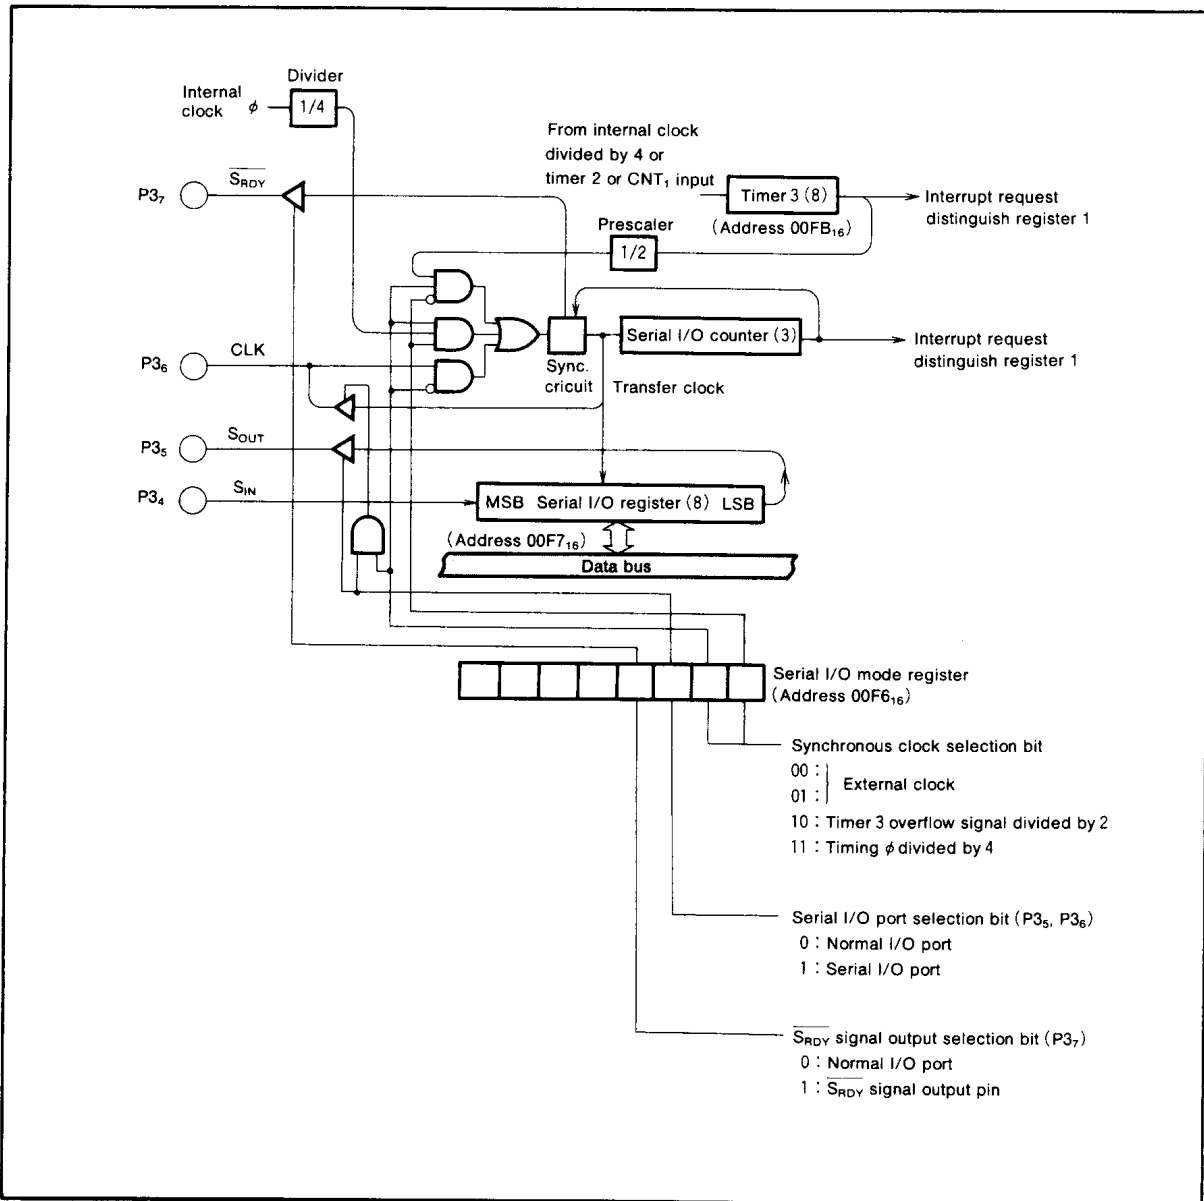 Divider
Internal
clock φ
1/4
From internal clock
divided by 4 or
timer 2 or CNT₁ input
P3₇
S̅R̅D̅Y̅
Timer 3 (8)
Interrupt request
distinguish register 1
(Address 00FB₁₆)
Prescaler
1/2
P3₆
CLK
Serial I/O counter (3)
Interrupt request
distinguish register 1
Sync.
cricuit
Transfer clock
P3₅
SOUT
P3₄
SIN
MSB Serial I/O register (8) LSB
(Address 00F7₁₆)
Data bus
Serial I/O mode register
(Address 00F6₁₆)
Synchronous clock selection bit
00 :
01 :
External clock
10 : Timer 3 overflow signal divided by 2
11 : Timing φ divided by 4
Serial I/O port selection bit (P3₅, P3₆)
0 : Normal I/O port
1 : Serial I/O port
S̅R̅D̅Y̅ signal output selection bit (P3₇)
0 : Normal I/O port
1 : S̅R̅D̅Y̅ signal output pin